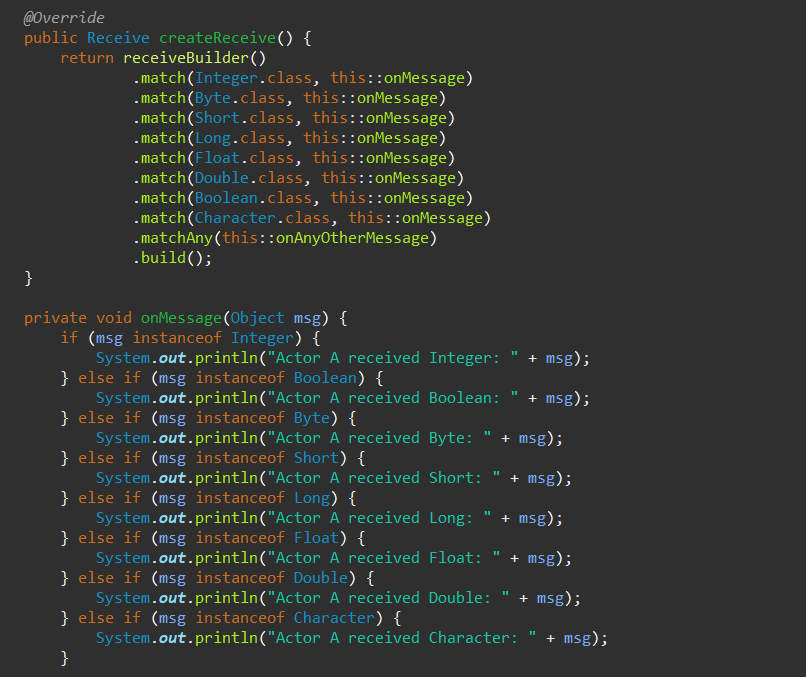 @Override
public Receive createReceive() {
    return receiveBuilder()
            .match(Integer.class, this::onMessage)
            .match(Byte.class, this::onMessage)
            .match(Short.class, this::onMessage)
            .match(Long.class, this::onMessage)
            .match(Float.class, this::onMessage)
            .match(Double.class, this::onMessage)
            .match(Boolean.class, this::onMessage)
            .match(Character.class, this::onMessage)
            .matchAny(this::onAnyOtherMessage)
            .build();
}

private void onMessage(Object msg) {
    if (msg instanceof Integer) {
        System.out.println("Actor A received Integer: " + msg);
    } else if (msg instanceof Boolean) {
        System.out.println("Actor A received Boolean: " + msg);
    } else if (msg instanceof Byte) {
        System.out.println("Actor A received Byte: " + msg);
    } else if (msg instanceof Short) {
        System.out.println("Actor A received Short: " + msg);
    } else if (msg instanceof Long) {
        System.out.println("Actor A received Long: " + msg);
    } else if (msg instanceof Float) {
        System.out.println("Actor A received Float: " + msg);
    } else if (msg instanceof Double) {
        System.out.println("Actor A received Double: " + msg);
    } else if (msg instanceof Character) {
        System.out.println("Actor A received Character: " + msg);
    }